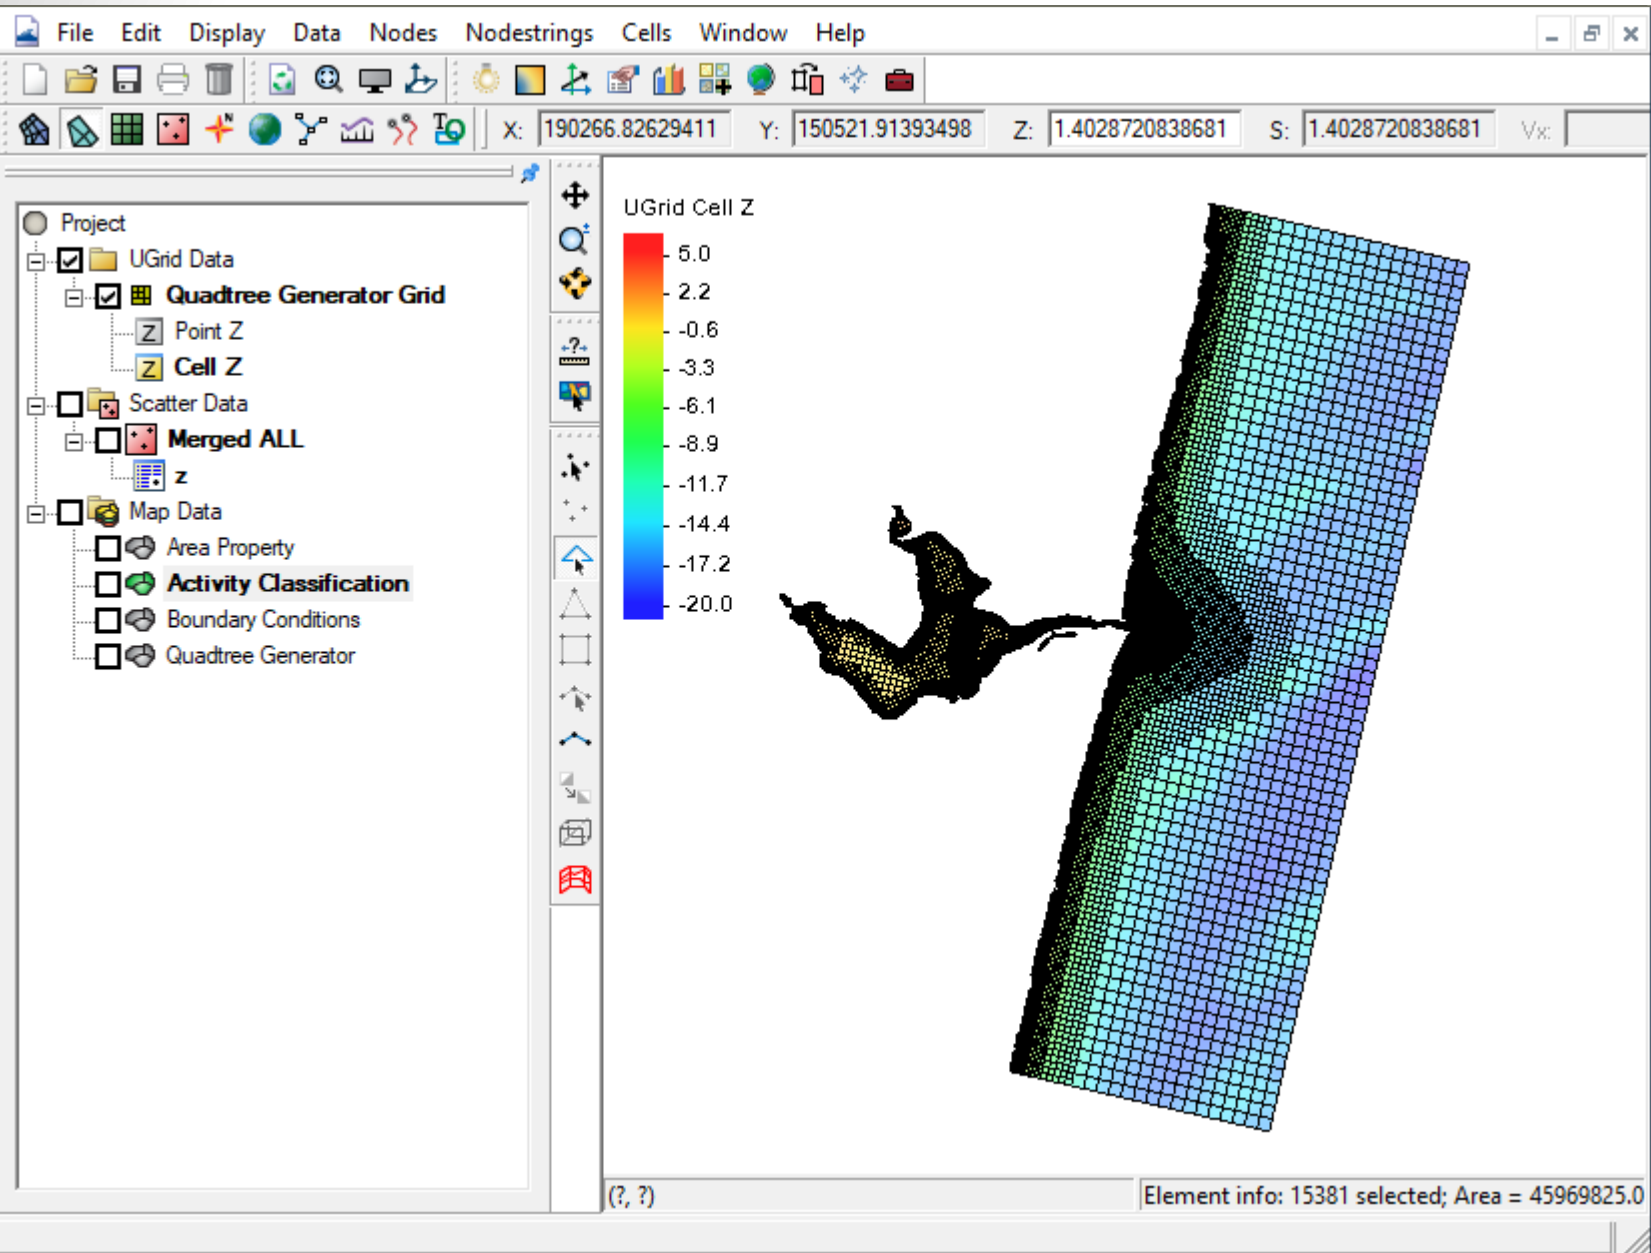 File Edit Display Data Nodes Nodestrings Cells Window Help
X: 190266.82629411 Y: 150521.91393498 Z: 1.4028720838681 S: 1.4028720838681 Vx:
Project
UGrid Data
Quadtree Generator Grid
Point Z
Cell Z
Scatter Data
Merged ALL
z
Map Data
Area Property
Activity Classification
Boundary Conditions
Quadtree Generator
UGrid Cell Z
5.0
2.2
-0.6
-3.3
-6.1
-8.9
-11.7
-14.4
-17.2
-20.0
(?, ?)
Element info: 15381 selected; Area = 45969825.0